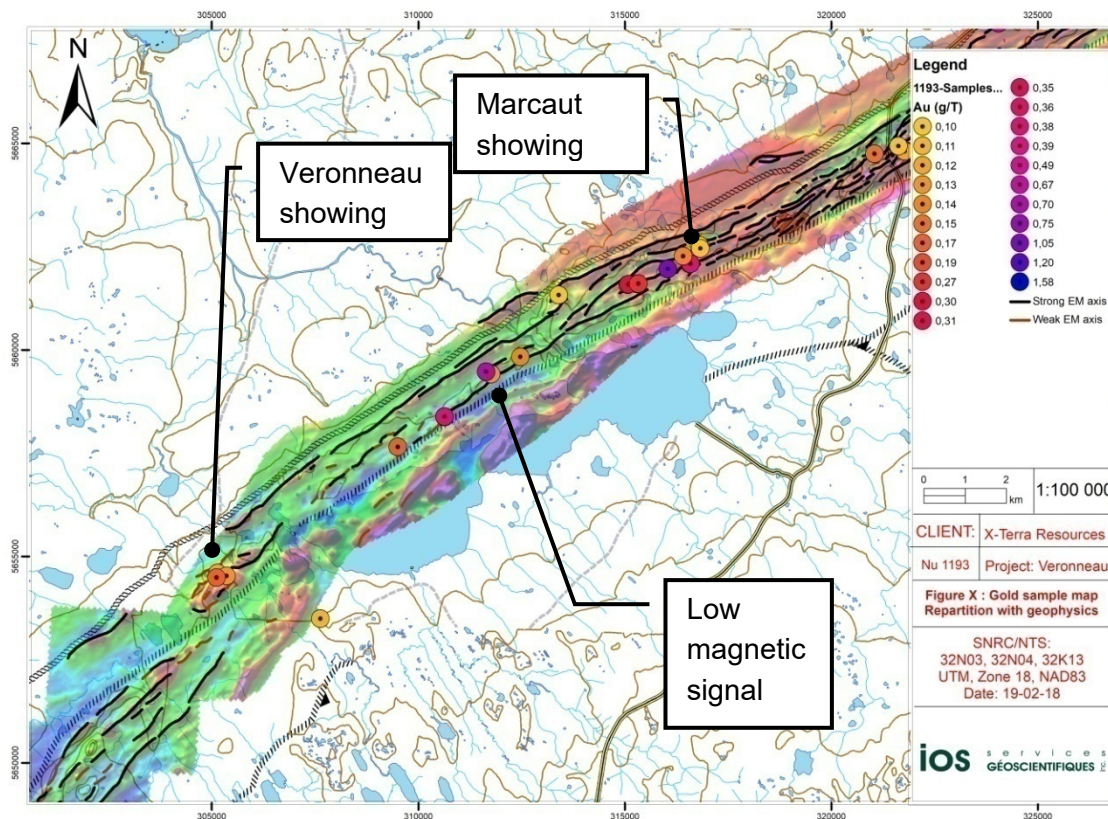 305000
310000
315000
320000
325000
N
5665000
5660000
5655000
5650000
Marcaut
showing
Veronneau
showing
Low
magnetic
signal
Legend
1193-Samples...
Au (g/T)
0,10
0,11
0,12
0,13
0,14
0,15
0,17
0,19
0,27
0,30
0,31
0,35
0,36
0,38
0,39
0,49
0,67
0,70
0,75
1,05
1,20
1,58
Strong EM axis
Weak EM axis
0 1 2
km
1:100 000
CLIENT: X-Terra Resources
Nu 1193 Project: Veronneau
Figure X : Gold sample map
Repartition with geophysics
SNRC/NTS:
32N03, 32N04, 32K13
UTM, Zone 18, NAD83
Date: 19-02-18
ios services
GÉOSCIENTIFIQUES
305000
310000
315000
320000
325000